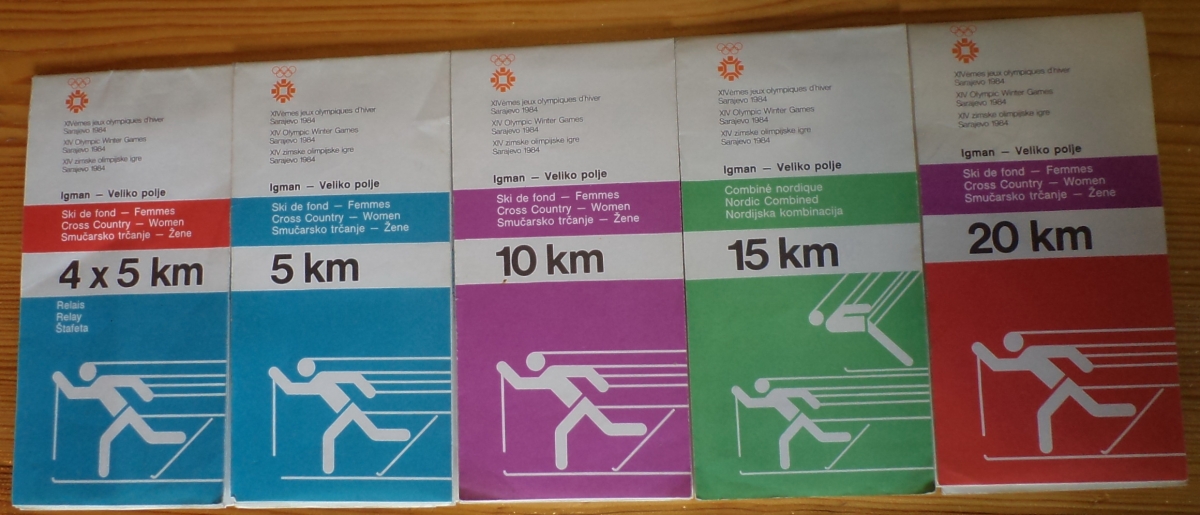 XIVèmes jeux olympiques d'hiver
Sarajevo 1984
XIV Olympic Winter Games
Sarajevo 1984
XIV zimske olimpijske igre
Sarajevo 1984
Igman – Veliko polje
Ski de fond – Femmes
Cross Country – Women
Smučarsko trčanje – Žene
4 x 5 km
Relais
Relay
Štafeta
XIVèmes jeux olympiques d'hiver
Sarajevo 1984
XIV Olympic Winter Games
Sarajevo 1984
XIV zimske olimpijske igre
Sarajevo 1984
Igman – Veliko polje
Ski de fond – Femmes
Cross Country – Women
Smučarsko trčanje – Žene
5 km
XIVèmes jeux olympiques d'hiver
Sarajevo 1984
XIV Olympic Winter Games
Sarajevo 1984
XIV zimske olimpijske igre
Sarajevo 1984
Igman – Veliko polje
Ski de fond – Femmes
Cross Country – Women
Smučarsko trčanje – Žene
10 km
XIVèmes jeux olympiques d'hiver
Sarajevo 1984
XIV Olympic Winter Games
Sarajevo 1984
XIV zimske olimpijske igre
Sarajevo 1984
Igman – Veliko polje
Combiné nordique
Nordic Combined
Nordijska kombinacija
15 km
XIVèmes jeux olympiques d'hiver
Sarajevo 1984
XIV Olympic Winter Games
Sarajevo 1984
XIV zimske olimpijske igre
Sarajevo 1984
Igman – Veliko polje
Ski de fond – Femmes
Cross Country – Women
Smučarsko trčanje – Žene
20 km